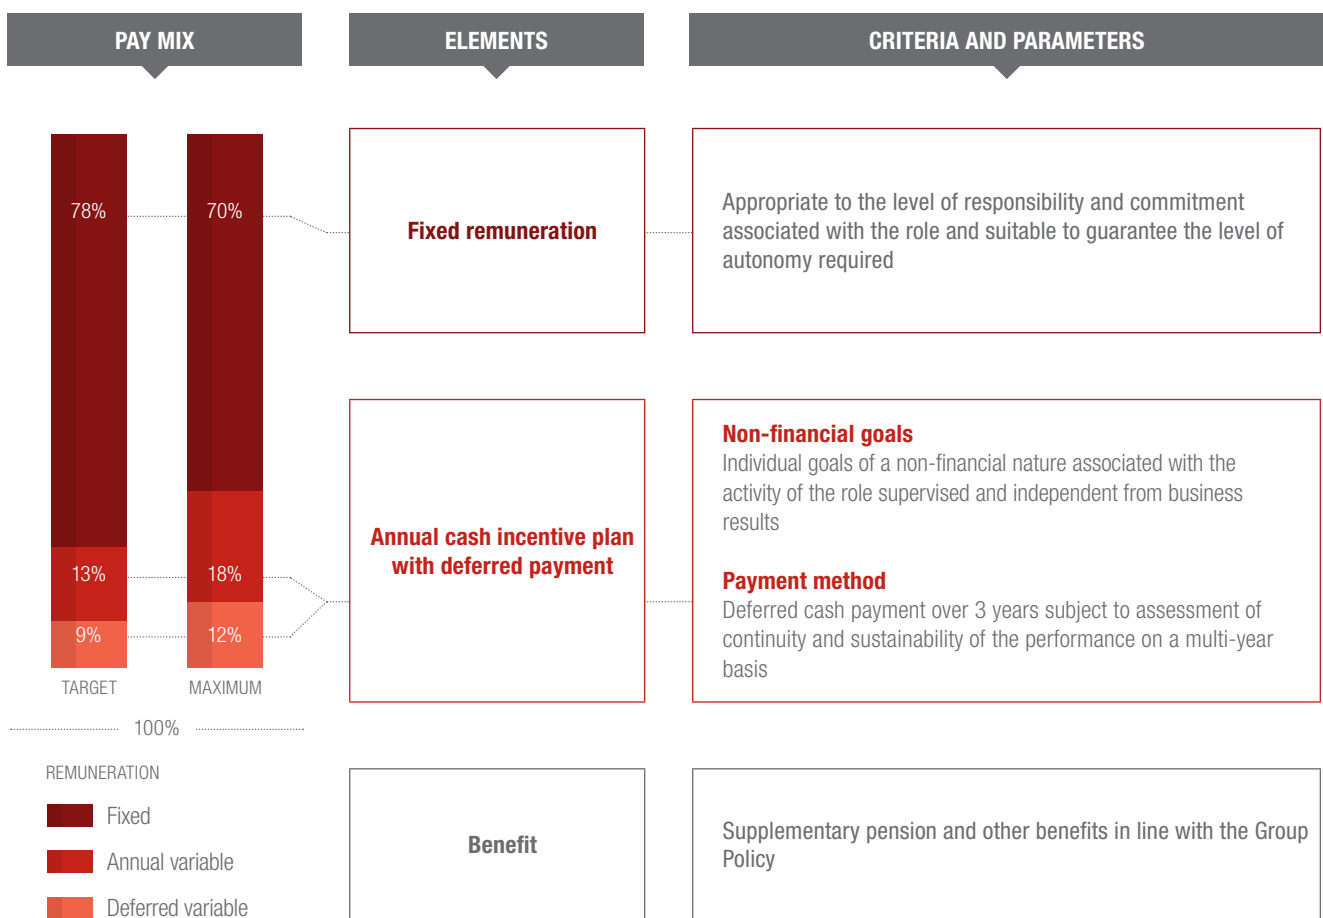 PAY MIX
ELEMENTS
CRITERIA AND PARAMETERS
78%
70%
13%
18%
9%
12%
TARGET
MAXIMUM
100%
REMUNERATION
Fixed
Annual variable
Deferred variable
Fixed remuneration
Appropriate to the level of responsibility and commitment
associated with the role and suitable to guarantee the level of
autonomy required
Annual cash incentive plan
with deferred payment
Non-financial goals
Individual goals of a non-financial nature associated with the
activity of the role supervised and independent from business
results
Payment method
Deferred cash payment over 3 years subject to assessment of
continuity and sustainability of the performance on a multi-year
basis
Benefit
Supplementary pension and other benefits in line with the Group
Policy